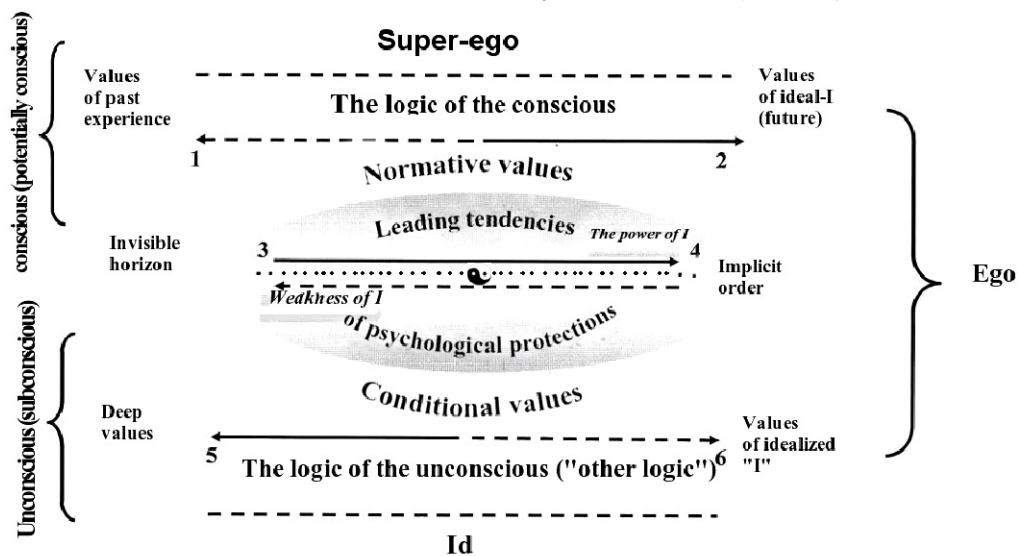 Super-ego
conscious (potentially conscious)
Values
of past
experience
Values
of ideal-I
(future)
The logic of the conscious
1
2
Normative values
Leading tendencies
The power of I
Invisible
horizon
3
4
Implicit
order
Ego
Weakness of I
of psychological protections
Unconscious (subconscious)
Conditional values
Deep
values
Values
of idealized
"I"
5
6
The logic of the unconscious ("other logic")
Id